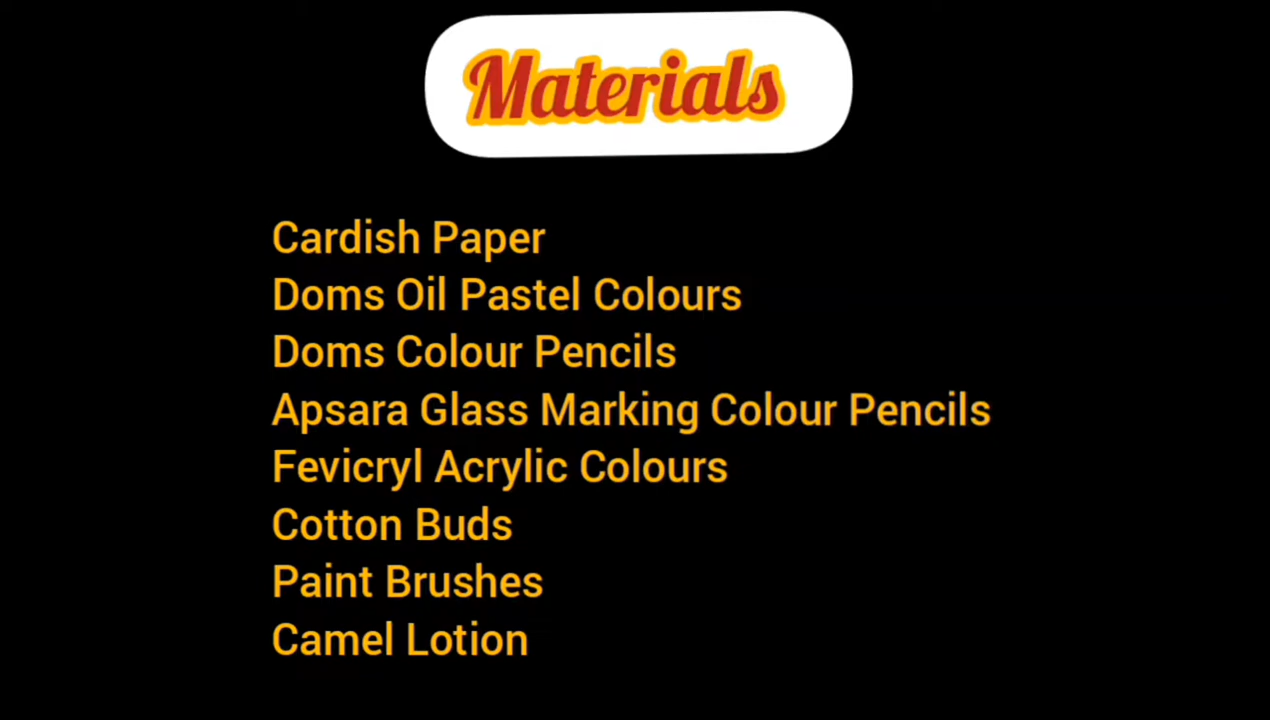 Materials
Cardish Paper
Doms Oil Pastel Colours
Doms Colour Pencils
Apsara Glass Marking Colour Pencils
Fevicryl Acrylic Colours
Cotton Buds
Paint Brushes
Camel Lotion